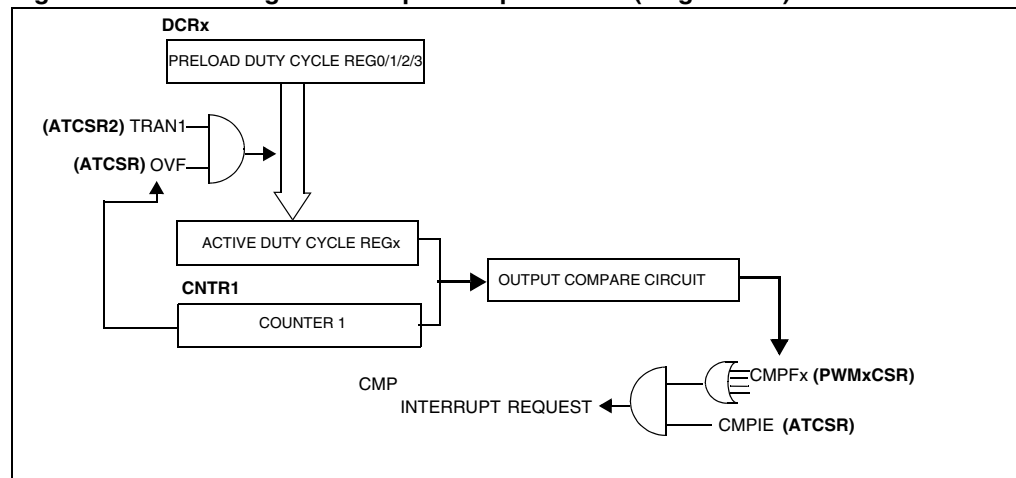 DCRx
PRELOAD DUTY CYCLE REG0/1/2/3
(ATCSR2) TRAN1
(ATCSR) OVF
ACTIVE DUTY CYCLE REGx
CNTR1
OUTPUT COMPARE CIRCUIT
COUNTER 1
CMPFx (PWMxCSR)
CMP
INTERRUPT REQUEST
CMPIE (ATCSR)